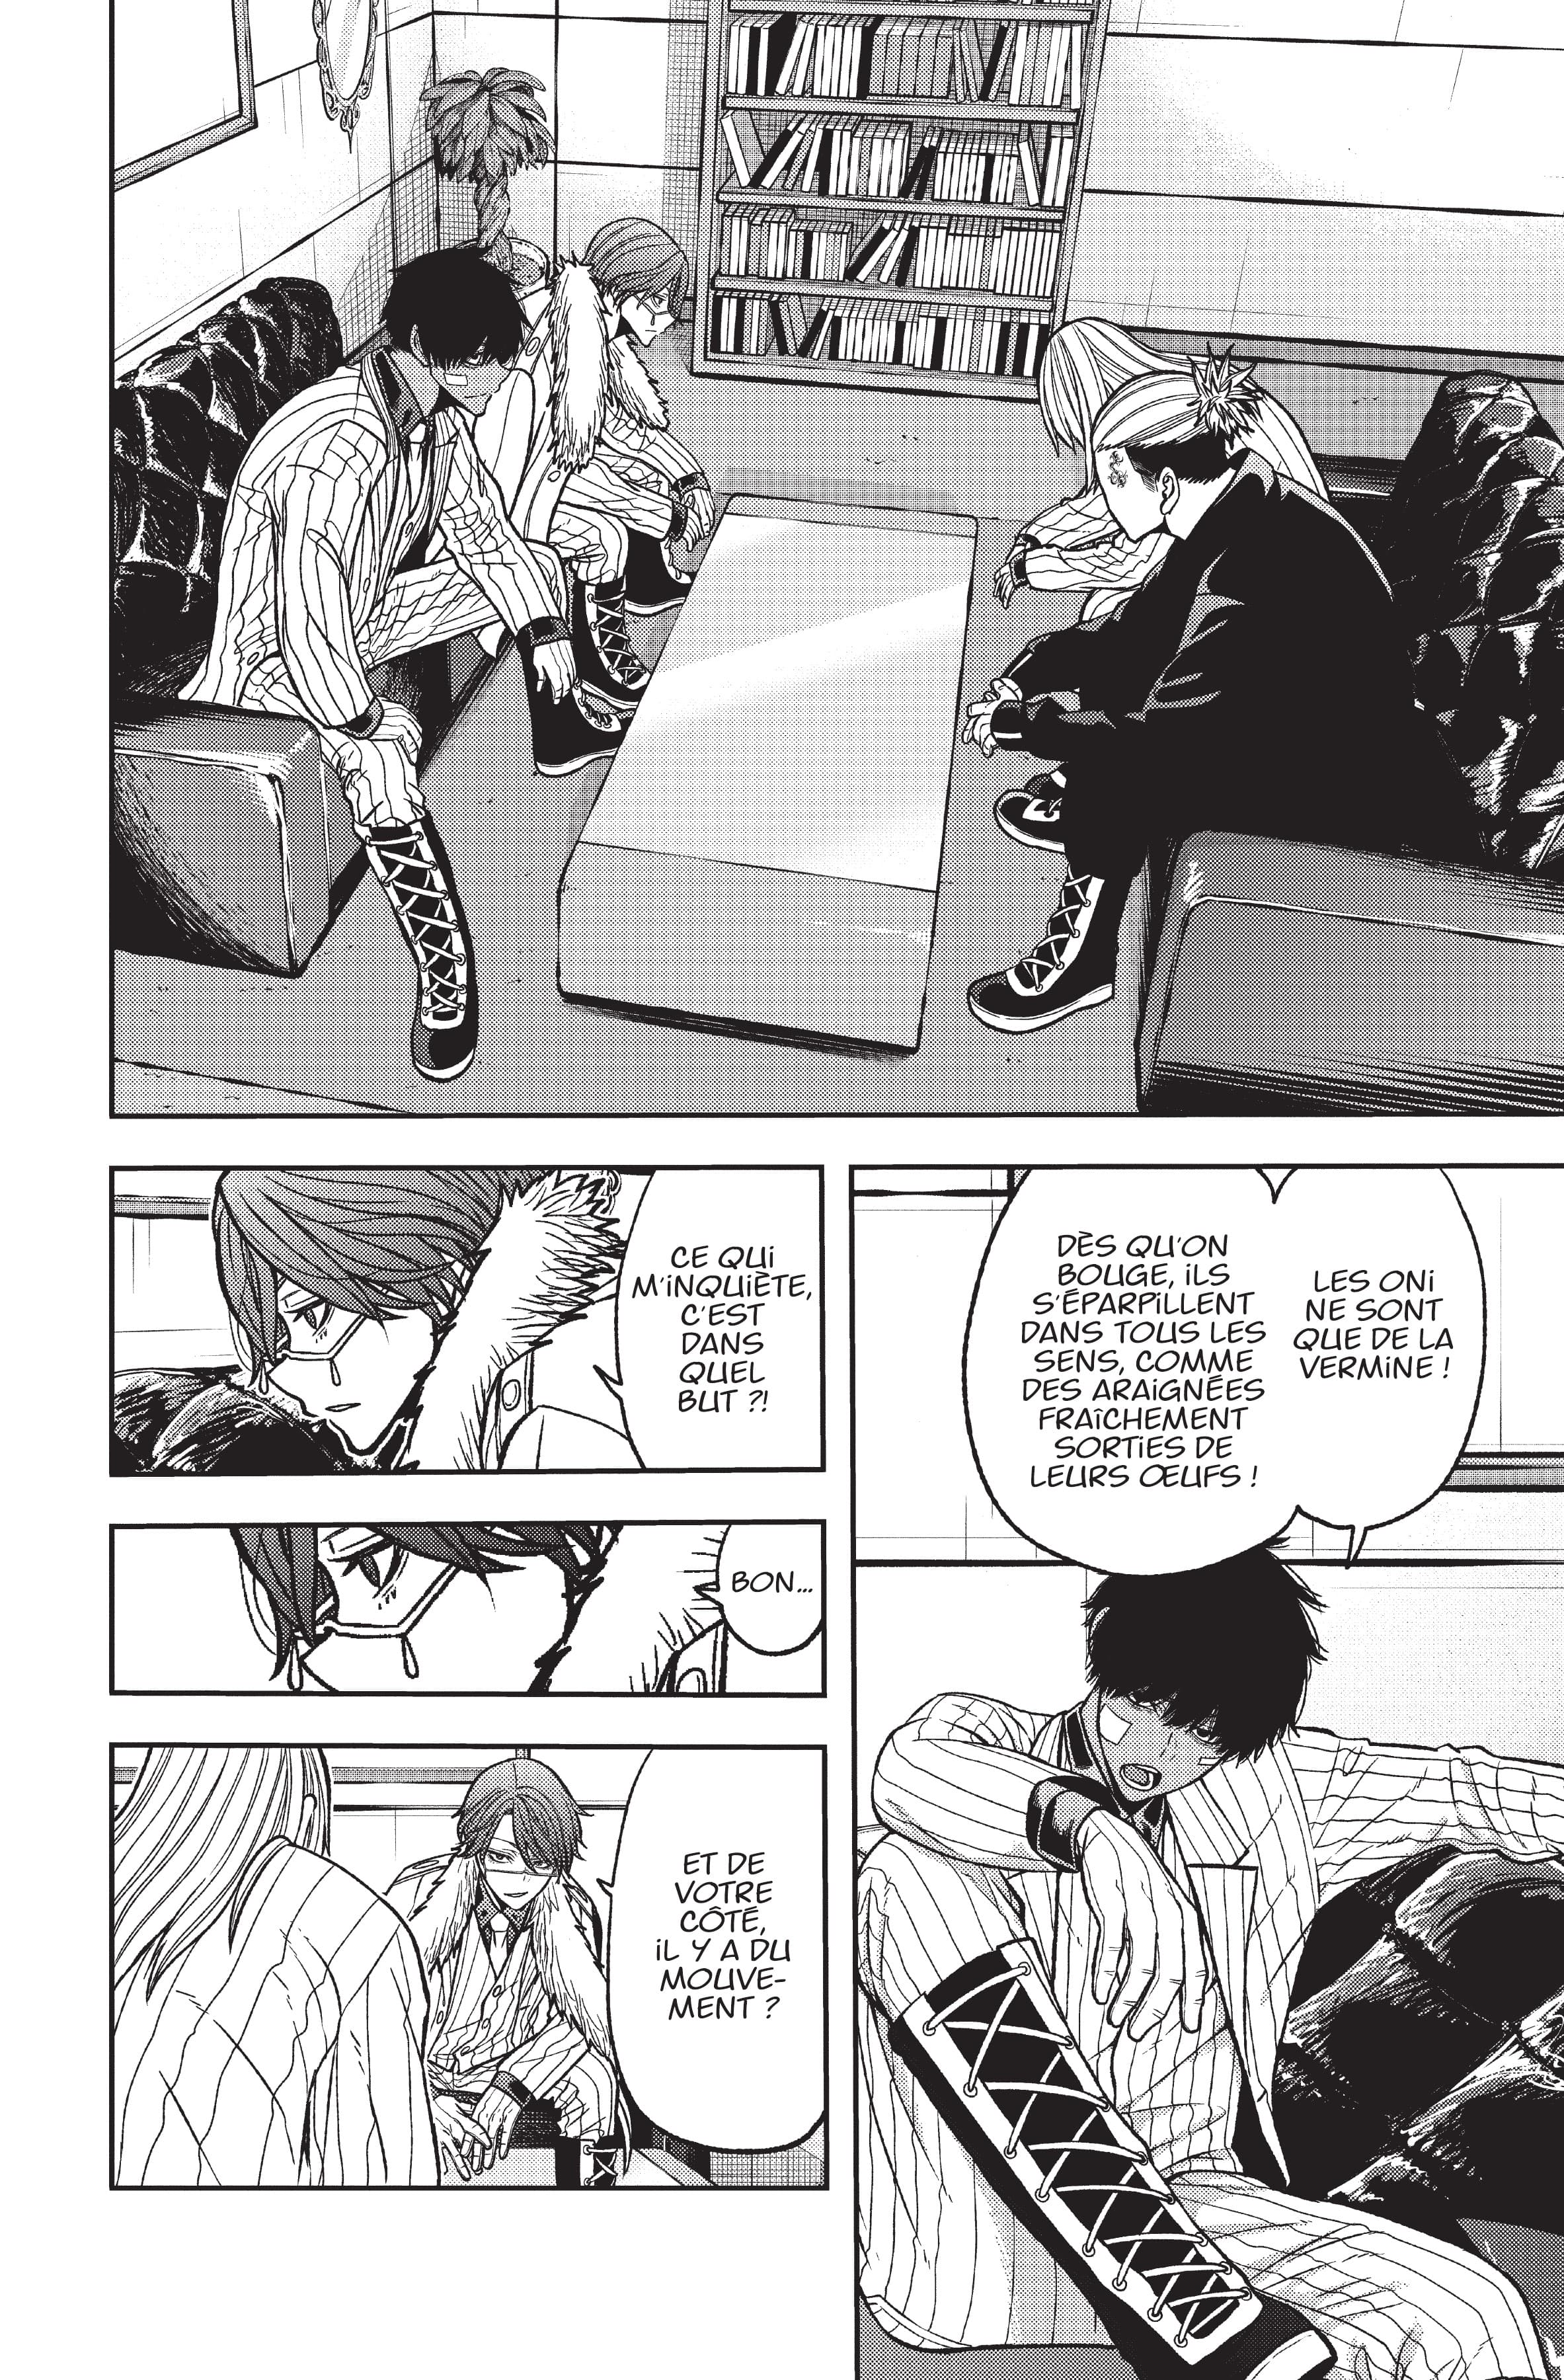 LES ONI
NE SONT
QUE DE LA
VERMINE !
DÈS QU'ON
BOUGE, ILS
S'ÉPARPILLENT
DANS TOUS LES
SENS, COMME
DES ARAIGNÉES
FRAÎCHEMENT
SORTIES DE
LEURS ŒUFS !
CE QUI
M'INQUIÈTE,
C'EST
DANS
QUEL
BUT ?!
BON...
ET DE
VOTRE
CÔTÉ,
IL Y A DU
MOUVE-
MENT ?